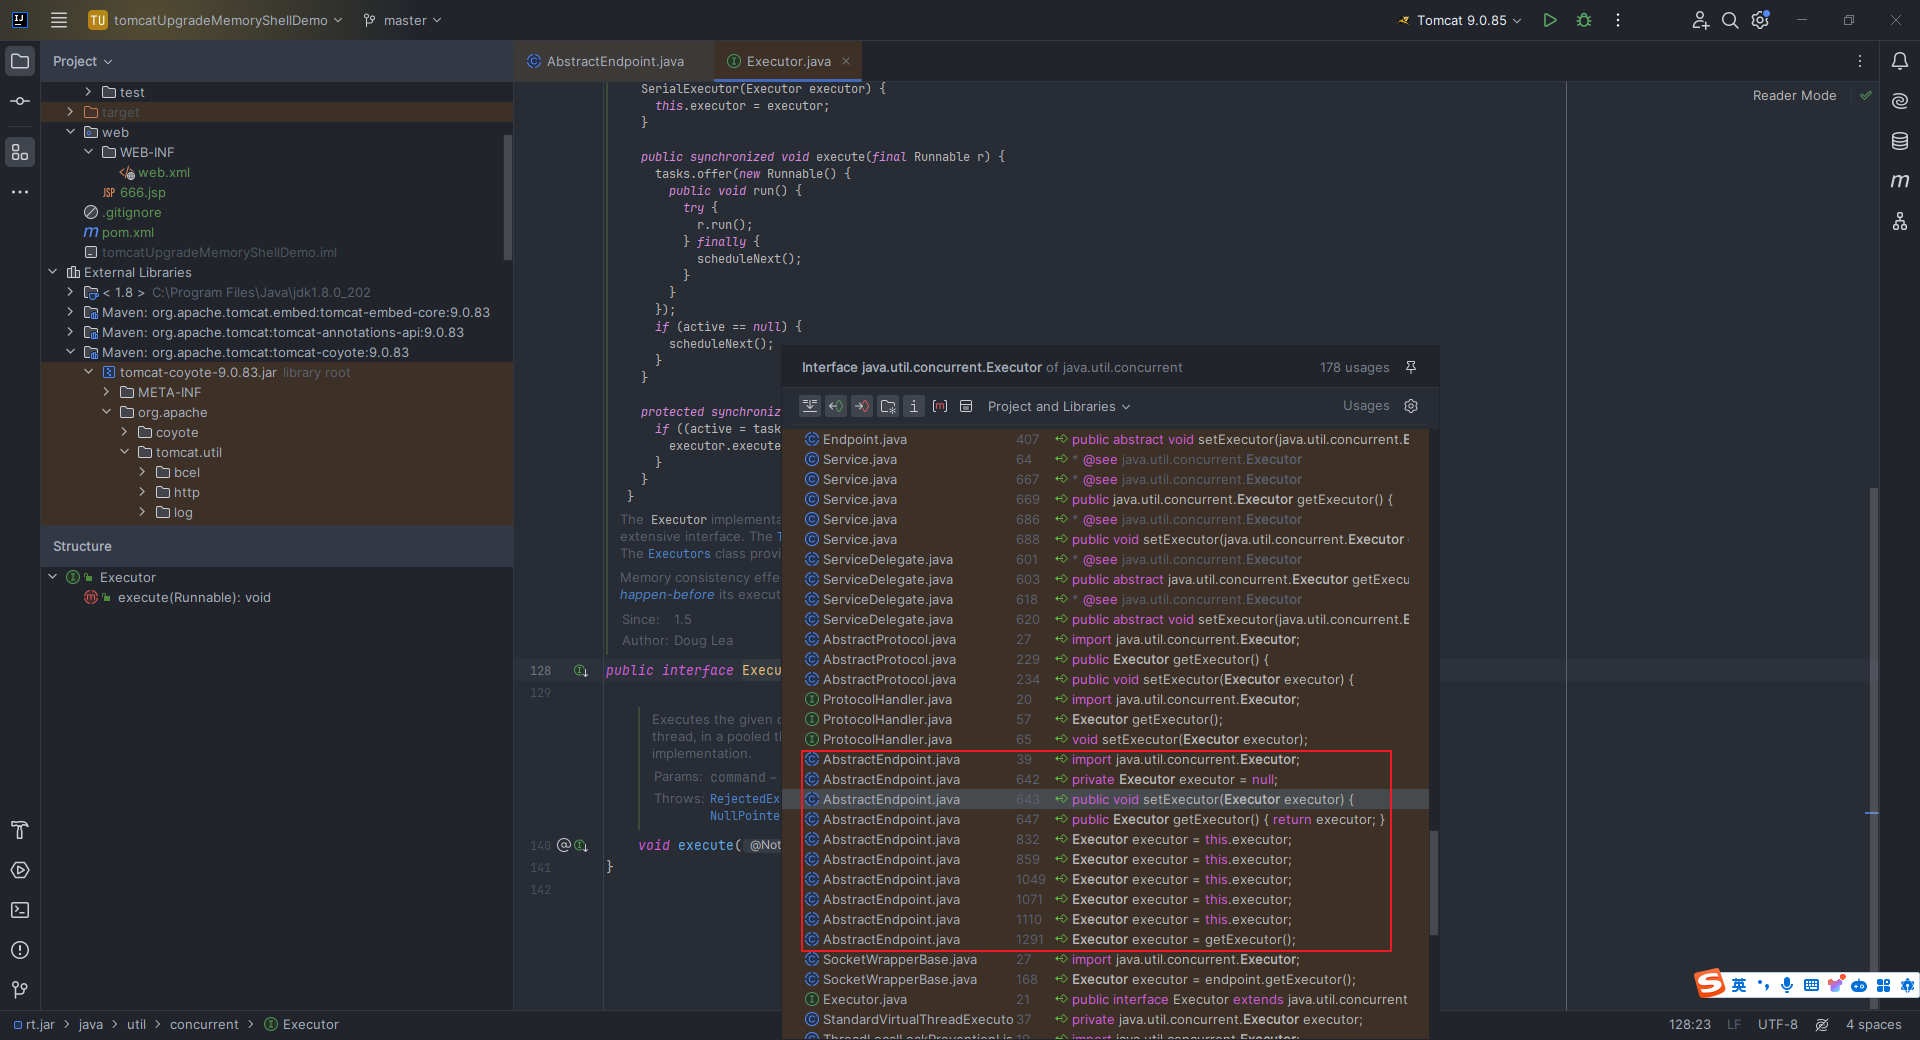 TU tomcatUpgradeMemoryShellDemo master Tomcat 9.0.85
Project
AbstractEndpoint.java Executor.java
Reader Mode
test
target
web
WEB-INF
web.xml
JSP 666.jsp
.gitignore
m pom.xml
tomcatUpgradeMemoryShellDemo.iml
External Libraries
< 1.8 > C:\Program Files\Java\jdk1.8.0_202
Maven: org.apache.tomcat.embed:tomcat-embed-core:9.0.83
Maven: org.apache.tomcat:tomcat-annotations-api:9.0.83
Maven: org.apache.tomcat:tomcat-coyote:9.0.83
tomcat-coyote-9.0.83.jar library root
META-INF
org.apache
coyote
tomcat.util
bcel
http
log
Structure
Executor
execute(Runnable): void
SerialExecutor(Executor executor) {
this.executor = executor;
}
public synchronized void execute(final Runnable r) {
tasks.offer(new Runnable() {
public void run() {
try {
r.run();
} finally {
scheduleNext();
}
}
});
if (active == null) {
scheduleNext();
}
}
protected synchroniz
if ((active = task
executor.execute
}
}
}
The Executor implementa
extensive interface. The
The Executors class provi
Memory consistency effe
happen-before its execut
Since: 1.5
Author: Doug Lea
128 public interface Execu
129
Executes the given c
thread, in a pooled th
implementation.
Params: command –
Throws: RejectedEx
NullPointe
140 @ void execute( @Not
141 }
142
Interface java.util.concurrent.Executor of java.util.concurrent 178 usages
Project and Libraries Usages
Endpoint.java 407 public abstract void setExecutor(java.util.concurrent.E
Service.java 64 * @see java.util.concurrent.Executor
Service.java 667 * @see java.util.concurrent.Executor
Service.java 669 public java.util.concurrent.Executor getExecutor() {
Service.java 686 * @see java.util.concurrent.Executor
Service.java 688 public void setExecutor(java.util.concurrent.Executor
ServiceDelegate.java 601 * @see java.util.concurrent.Executor
ServiceDelegate.java 603 public abstract java.util.concurrent.Executor getExecu
ServiceDelegate.java 618 * @see java.util.concurrent.Executor
ServiceDelegate.java 620 public abstract void setExecutor(java.util.concurrent.E
AbstractProtocol.java 27 import java.util.concurrent.Executor;
AbstractProtocol.java 229 public Executor getExecutor() {
AbstractProtocol.java 234 public void setExecutor(Executor executor) {
ProtocolHandler.java 20 import java.util.concurrent.Executor;
ProtocolHandler.java 57 Executor getExecutor();
ProtocolHandler.java 65 void setExecutor(Executor executor);
AbstractEndpoint.java 39 import java.util.concurrent.Executor;
AbstractEndpoint.java 642 private Executor executor = null;
AbstractEndpoint.java 643 public void setExecutor(Executor executor) {
AbstractEndpoint.java 647 public Executor getExecutor() { return executor; }
AbstractEndpoint.java 832 Executor executor = this.executor;
AbstractEndpoint.java 859 Executor executor = this.executor;
AbstractEndpoint.java 1049 Executor executor = this.executor;
AbstractEndpoint.java 1071 Executor executor = this.executor;
AbstractEndpoint.java 1110 Executor executor = this.executor;
AbstractEndpoint.java 1291 Executor executor = getExecutor();
SocketWrapperBase.java 27 import java.util.concurrent.Executor;
SocketWrapperBase.java 168 Executor executor = endpoint.getExecutor();
Executor.java 21 public interface Executor extends java.util.concurrent
StandardVirtualThreadExecuto 37 private java.util.concurrent.Executor executor;
英
rt.jar java util concurrent Executor 128:23 LF UTF-8 4 spaces